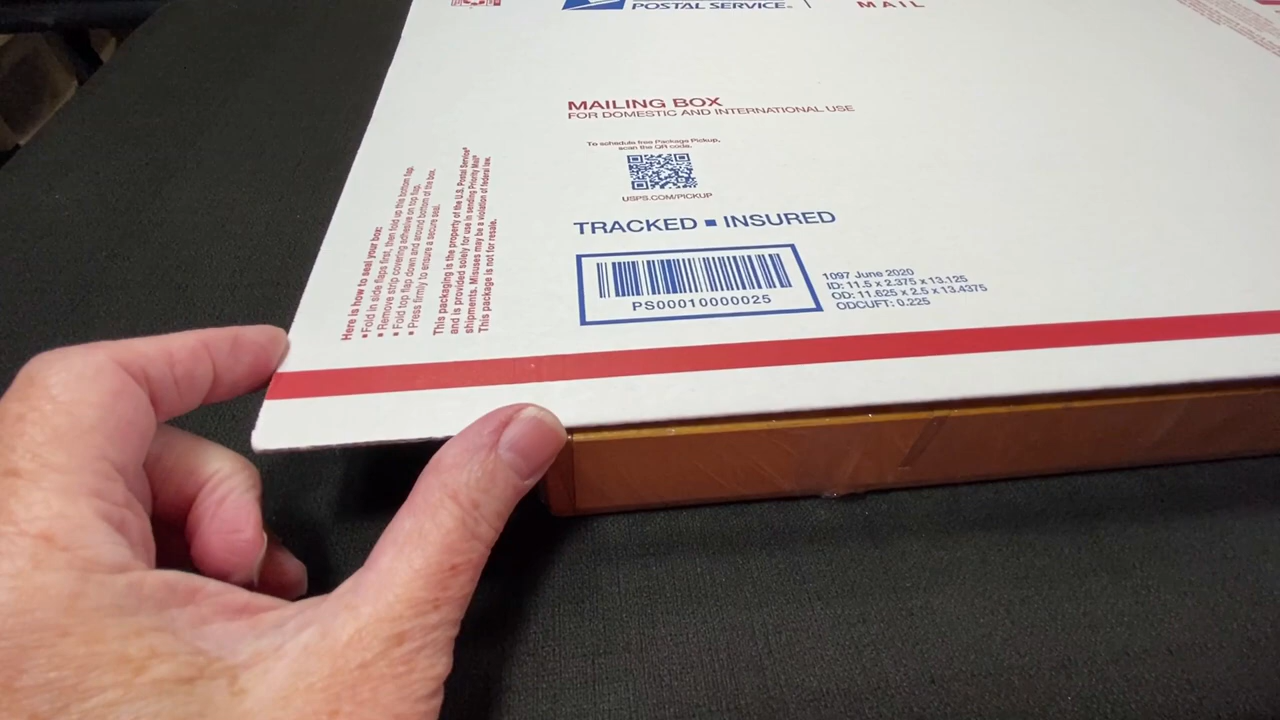 POSTAL SERVICE®
MAIL
MAILING BOX
FOR DOMESTIC AND INTERNATIONAL USE
To schedule free Package Pickup,
scan the QR code.
USPS.COM/PICKUP
TRACKED ■ INSURED
PS00010000025
1097 June 2020
ID: 11.5 x 2.375 x 13.125
OD: 11.625 x 2.5 x 13.4375
ODCUFT: 0.225
Here is how to seal your box:
• Fold in side flaps first, then fold up this bottom flap.
• Remove strip covering adhesive on top flap.
• Fold top flap down and around bottom of the box.
• Press firmly to ensure a secure seal.
This packaging is the property of the U.S. Postal Service®
and is provided solely for use in sending Priority Mail®
shipments. Misuses may be a violation of federal law.
This package is not for resale.